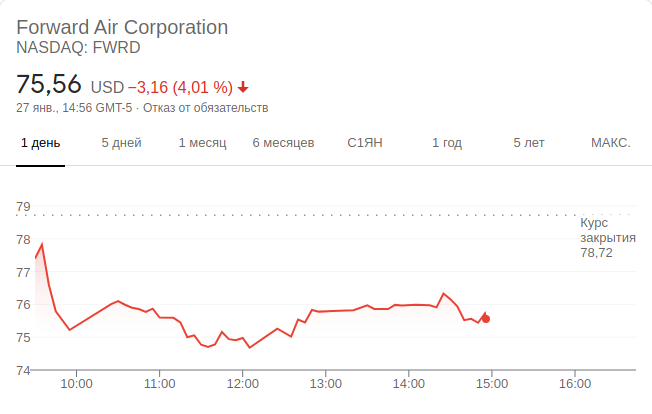 Forward Air Corporation
NASDAQ: FWRD
75,56 USD −3,16 (4,01 %)
27 янв., 14:56 GMT-5 · Отказ от обязательств
1 день 5 дней 1 месяц 6 месяцев С1ЯН 1 год 5 лет МАКС.
79
Курс
закрытия
78,72
78
77
76
75
74
10:00 11:00 12:00 13:00 14:00 15:00 16:00